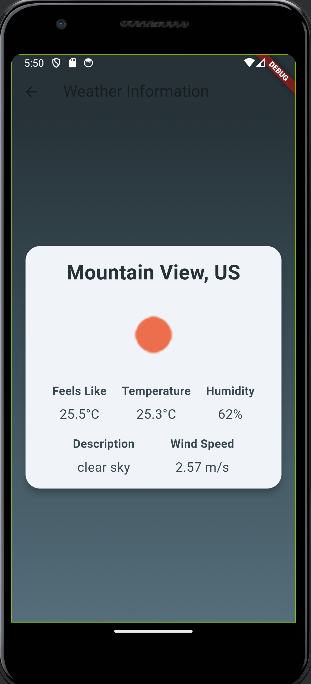 5:50
DEBUG
Weather Information
Mountain View, US
Feels Like Temperature Humidity
25.5°C 25.3°C 62%
Description Wind Speed
clear sky 2.57 m/s